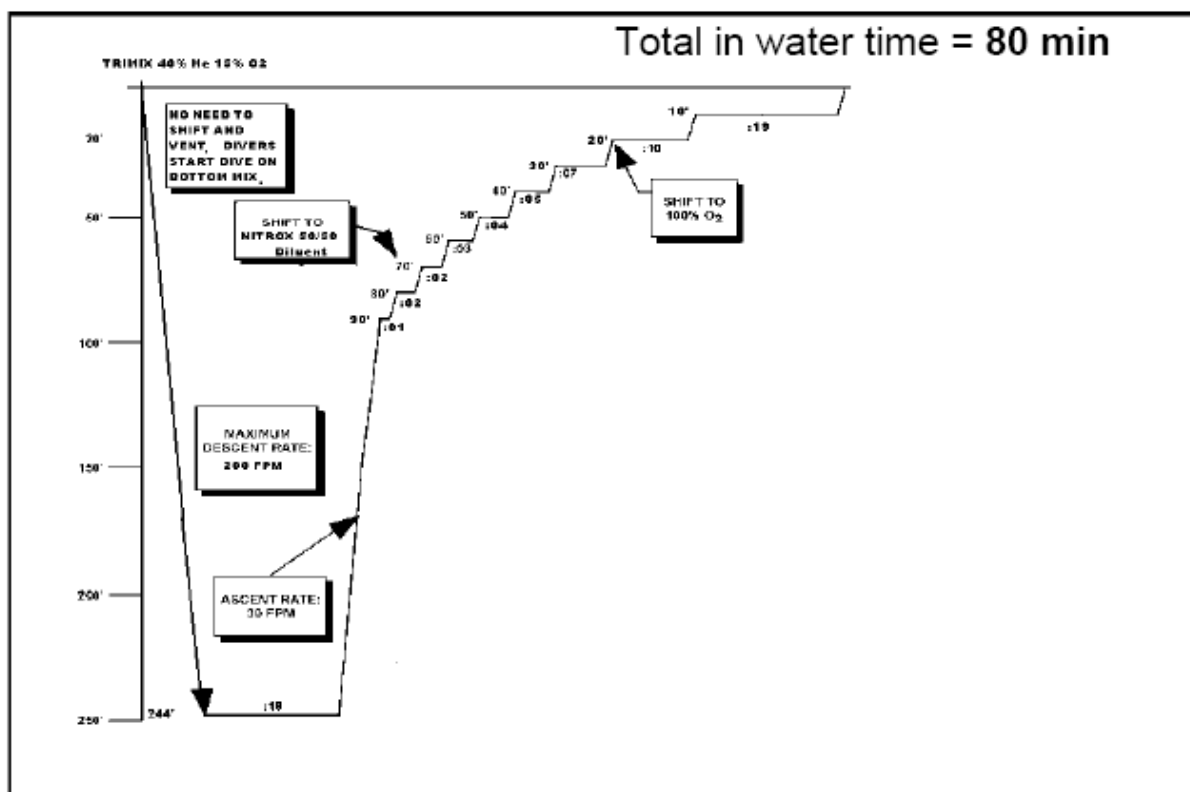 Total in water time = 80 min
TRIMIX 40% He 15% O2
NO NEED TO
SHIFT AND
VENT, DIVERS
START DIVE ON
BOTTOM MIX.
10'
:19
20'
:10
SHIFT TO
100% O2
30'
:07
40'
:05
50'
:04
:03
SHIFT TO
NITROX 50/50
Diluent
70'
:02
80'
:02
90'
:01
50'
100'
MAXIMUM
DESCENT RATE:
200 FPM
150'
200'
ASCENT RATE:
30 FPM
244'
250'